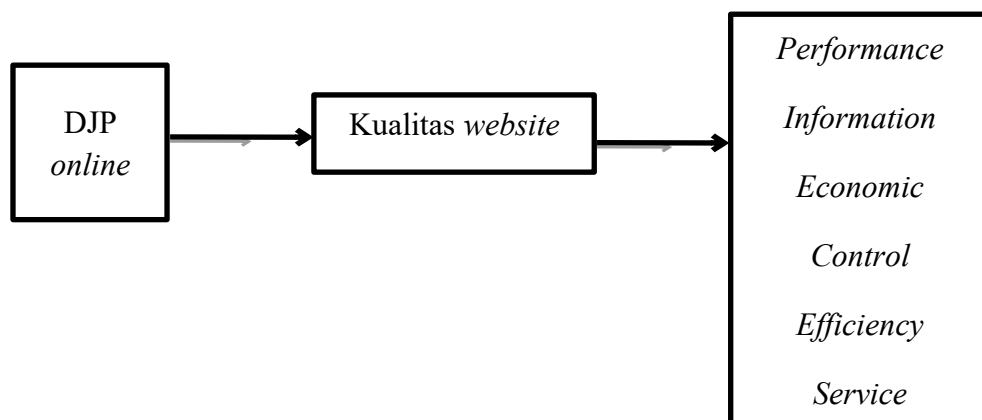 DJP
online
Kualitas website
Performance
Information
Economic
Control
Efficiency
Service